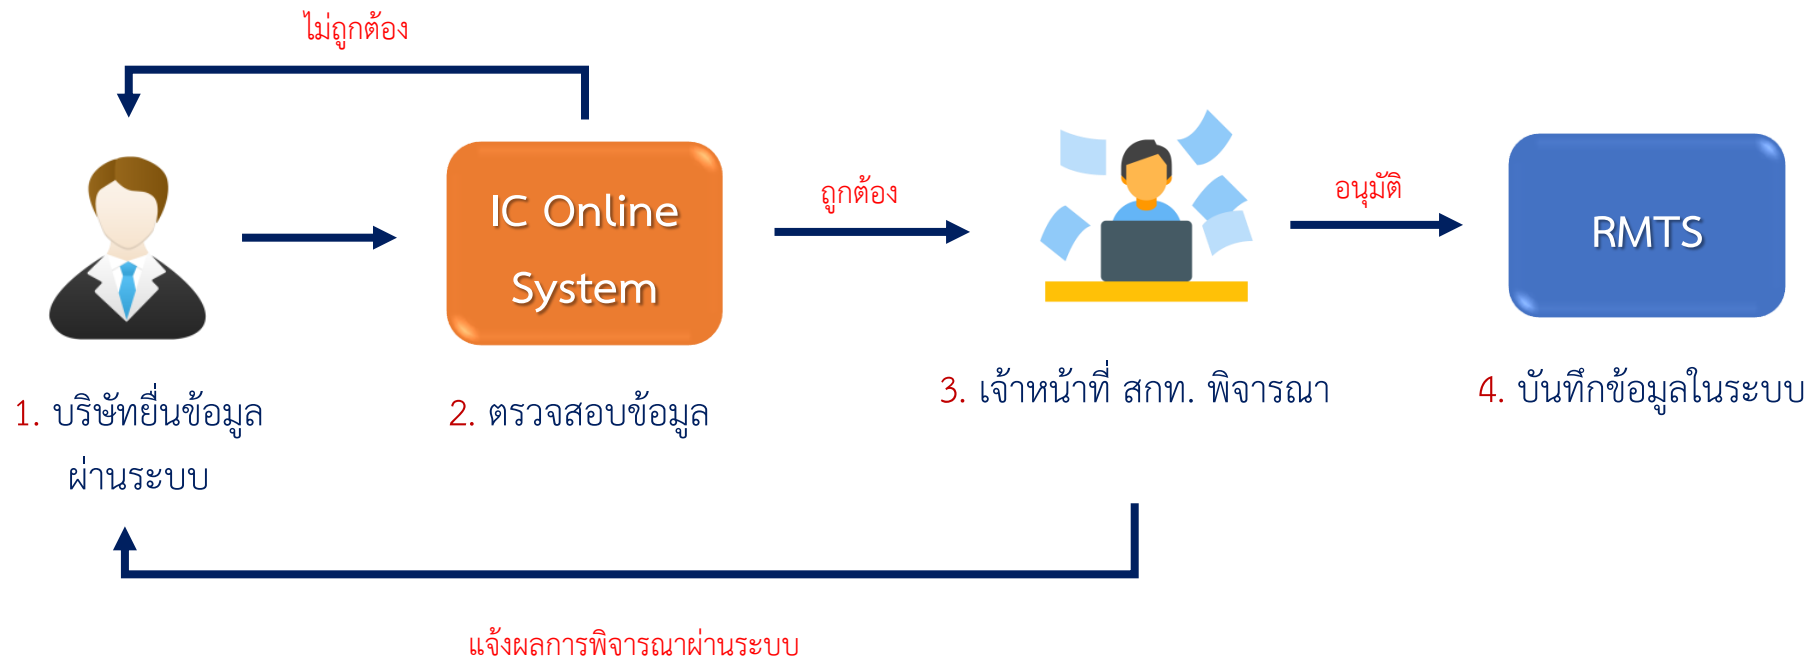 ไม่ถูกต้อง
IC Online
System
ถูกต้อง
อนุมัติ
RMTS
1. บริษัทยื่นข้อมูล
ผ่านระบบ
2. ตรวจสอบข้อมูล
3. เจ้าหน้าที่ สกท. พิจารณา
4. บันทึกข้อมูลในระบบ
แจ้งผลการพิจารณาผ่านระบบ